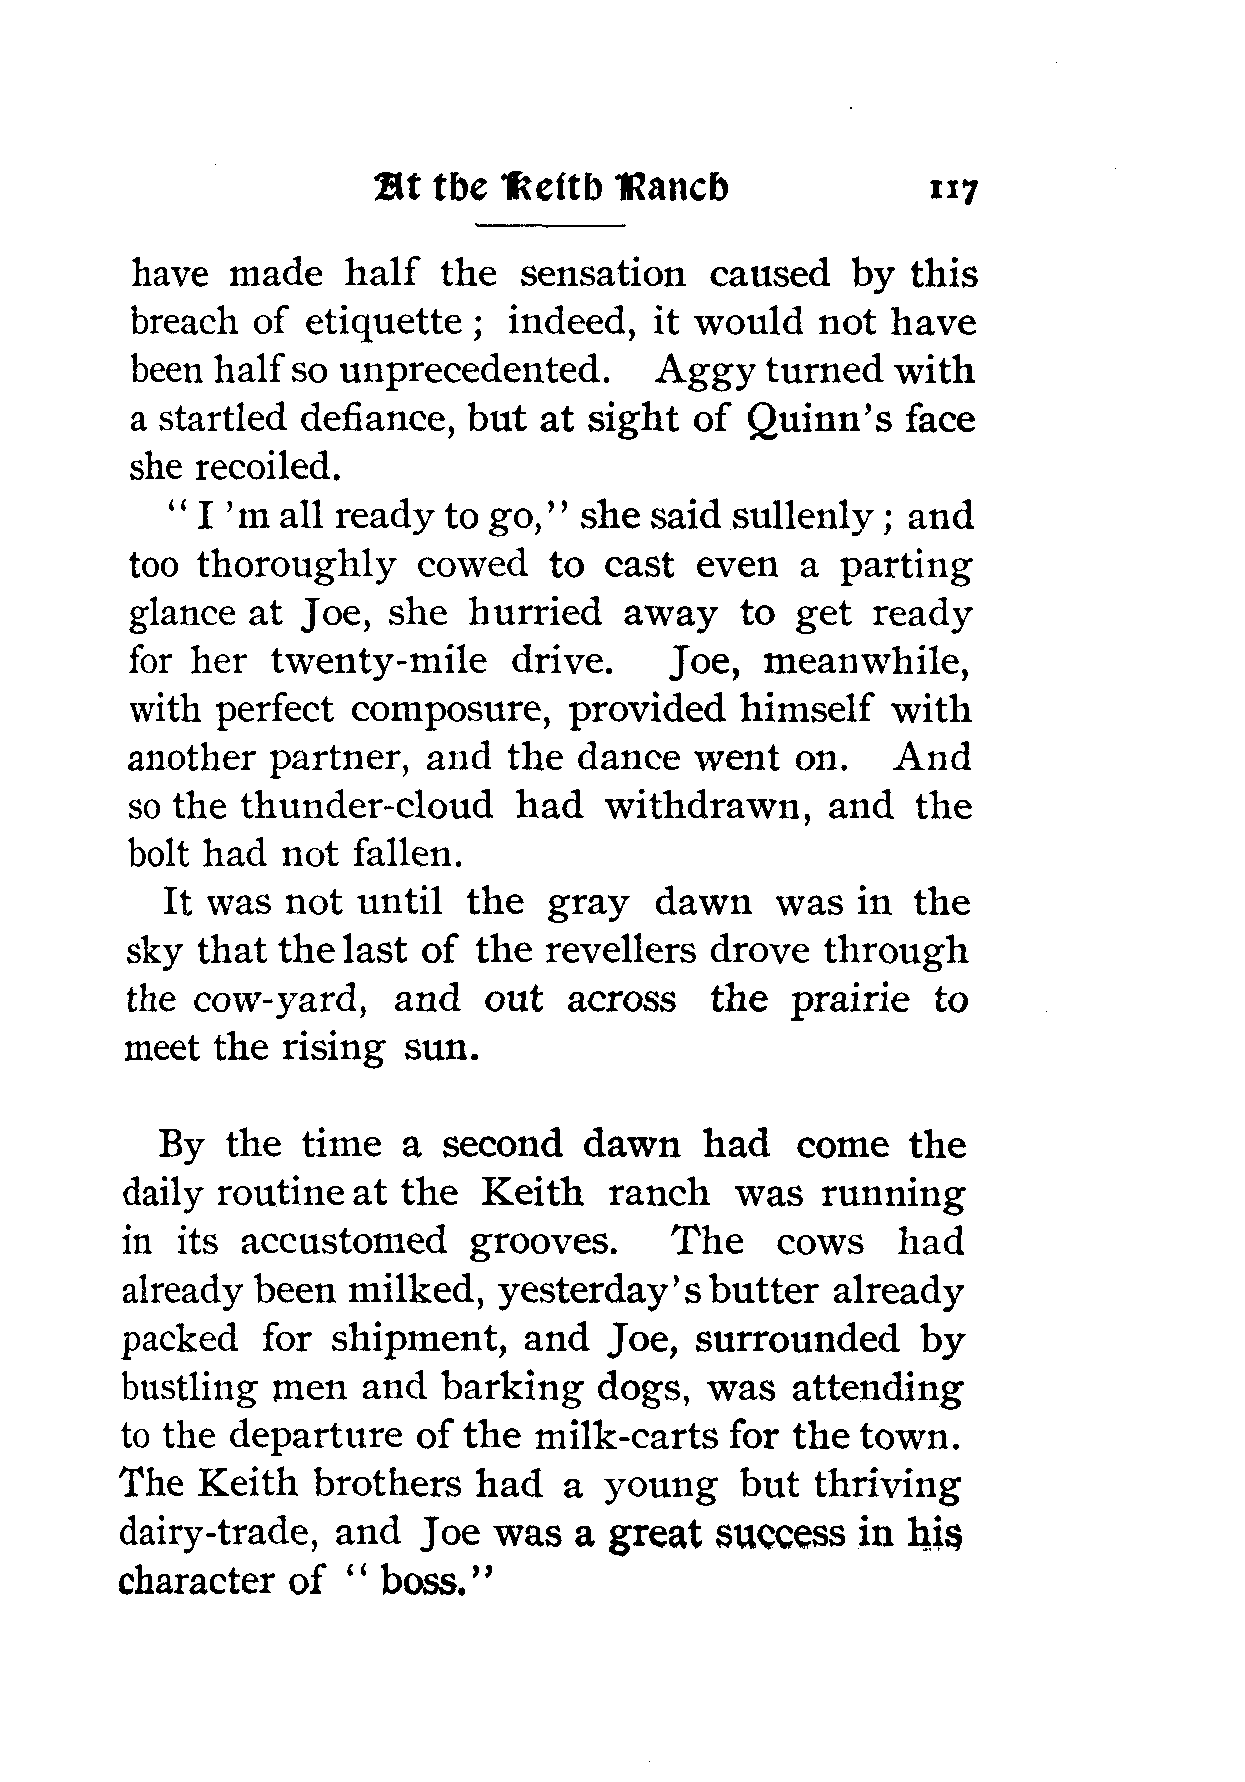 At the Keith Ranch 117
have made half the sensation caused by this
breach of etiquette ; indeed, it would not have
been half so unprecedented. Aggy turned with
a startled defiance, but at sight of Quinn's face
she recoiled.
" I 'm all ready to go," she said sullenly ; and
too thoroughly cowed to cast even a parting
glance at Joe, she hurried away to get ready
for her twenty-mile drive. Joe, meanwhile,
with perfect composure, provided himself with
another partner, and the dance went on. And
so the thunder-cloud had withdrawn, and the
bolt had not fallen.
It was not until the gray dawn was in the
sky that the last of the revellers drove through
the cow-yard, and out across the prairie to
meet the rising sun.
By the time a second dawn had come the
daily routine at the Keith ranch was running
in its accustomed grooves. The cows had
already been milked, yesterday's butter already
packed for shipment, and Joe, surrounded by
bustling men and barking dogs, was attending
to the departure of the milk-carts for the town.
The Keith brothers had a young but thriving
dairy-trade, and Joe was a great success in his
character of " boss."